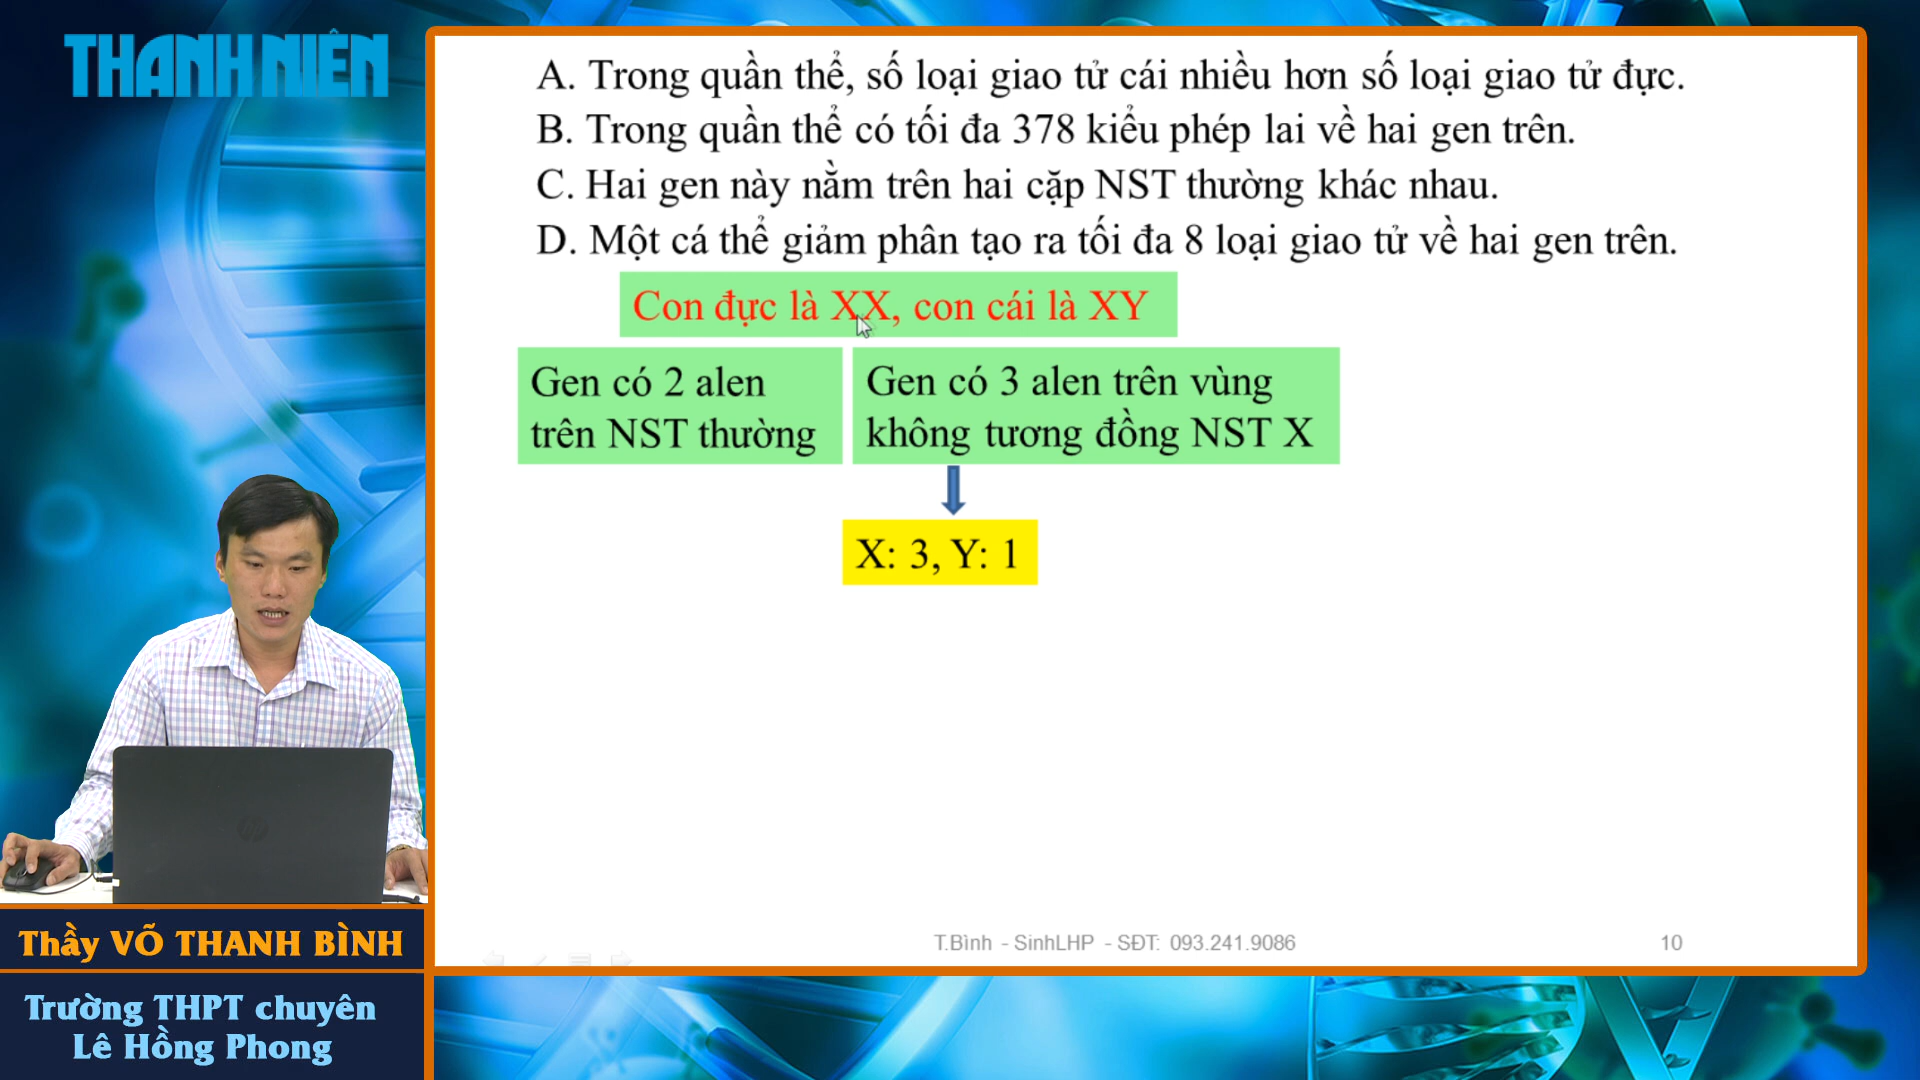 THANH NIÊN
A. Trong quần thể, số loại giao tử cái nhiều hơn số loại giao tử đực.
B. Trong quần thể có tối đa 378 kiểu phép lai về hai gen trên.
C. Hai gen này nằm trên hai cặp NST thường khác nhau.
D. Một cá thể giảm phân tạo ra tối đa 8 loại giao tử về hai gen trên.
Con đực là XX, con cái là XY
Gen có 2 alen
trên NST thường
Gen có 3 alen trên vùng
không tương đồng NST X
X: 3, Y: 1
Thầy VÕ THANH BÌNH
Trường THPT chuyên
Lê Hồng Phong
T.Bình - SinhLHP - SĐT: 093.241.9086
10